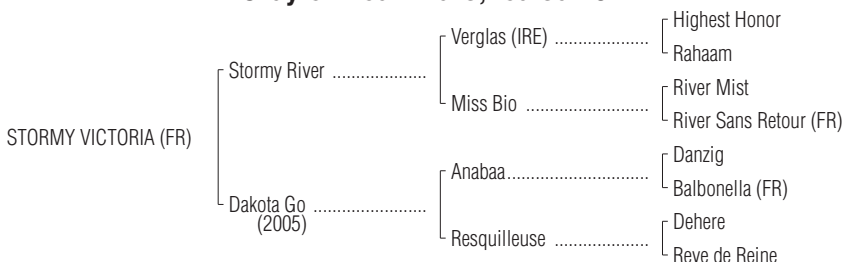 Highest Honor
Verglas (IRE) ....................
Rahaam
Stormy River ....................
River Mist
Miss Bio ..........................
River Sans Retour (FR)
STORMY VICTORIA (FR)
Danzig
Anabaa..............................
Balbonella (FR)
Dakota Go ........................
(2005)
Dehere
Resquilleuse ....................
Reve de Reine